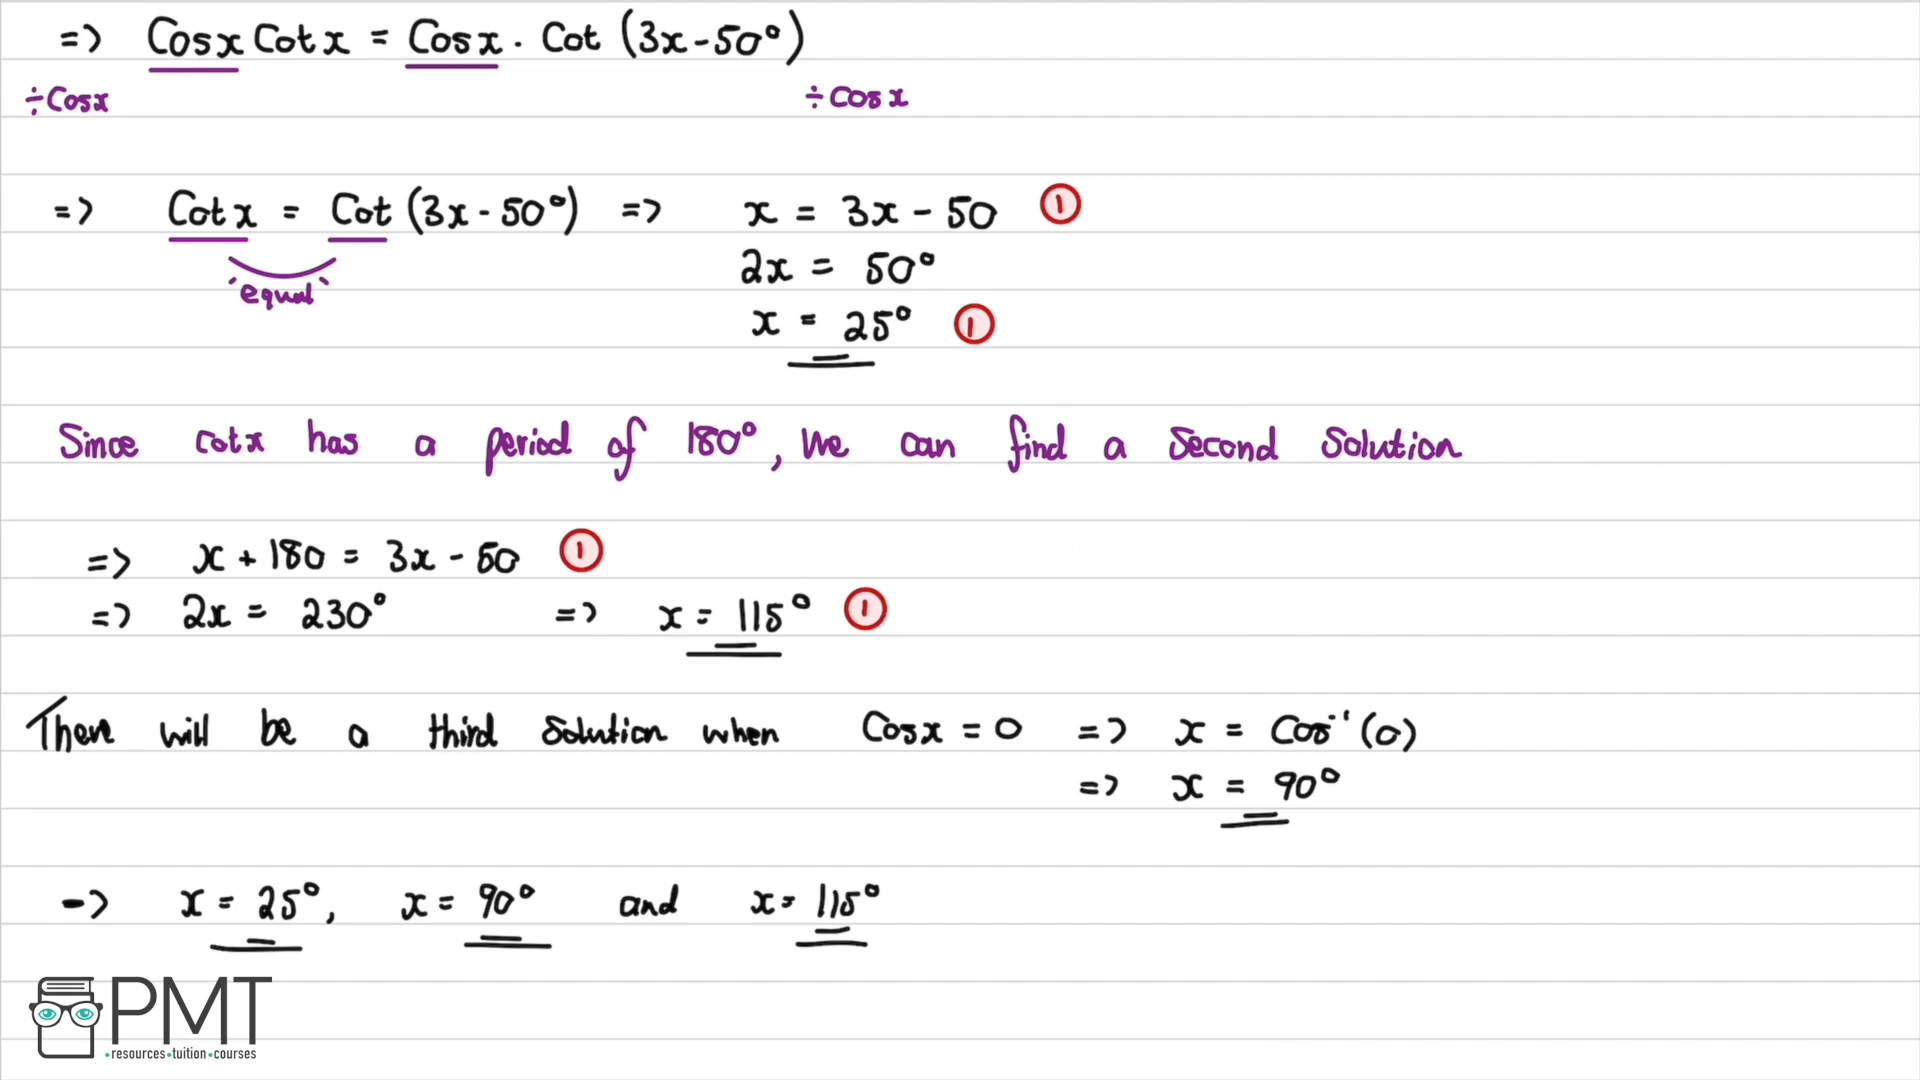 => Cosx Cotx = Cosx . Cot (3x-50°)
÷Cosx ÷Cosx
=> Cotx = Cot (3x-50°) => x = 3x - 50 ①
'equal'
2x = 50°
x = 25° ①
Since cotx has a period of 180°, we can find a second solution
=> x + 180 = 3x - 50 ①
=> 2x = 230° => x = 115° ①
There will be a third solution when Cosx = 0 => x = Cos⁻¹(0)
=> x = 90°
-> x = 25°, x = 90° and x = 115°
PMT
•resources•tuition•courses